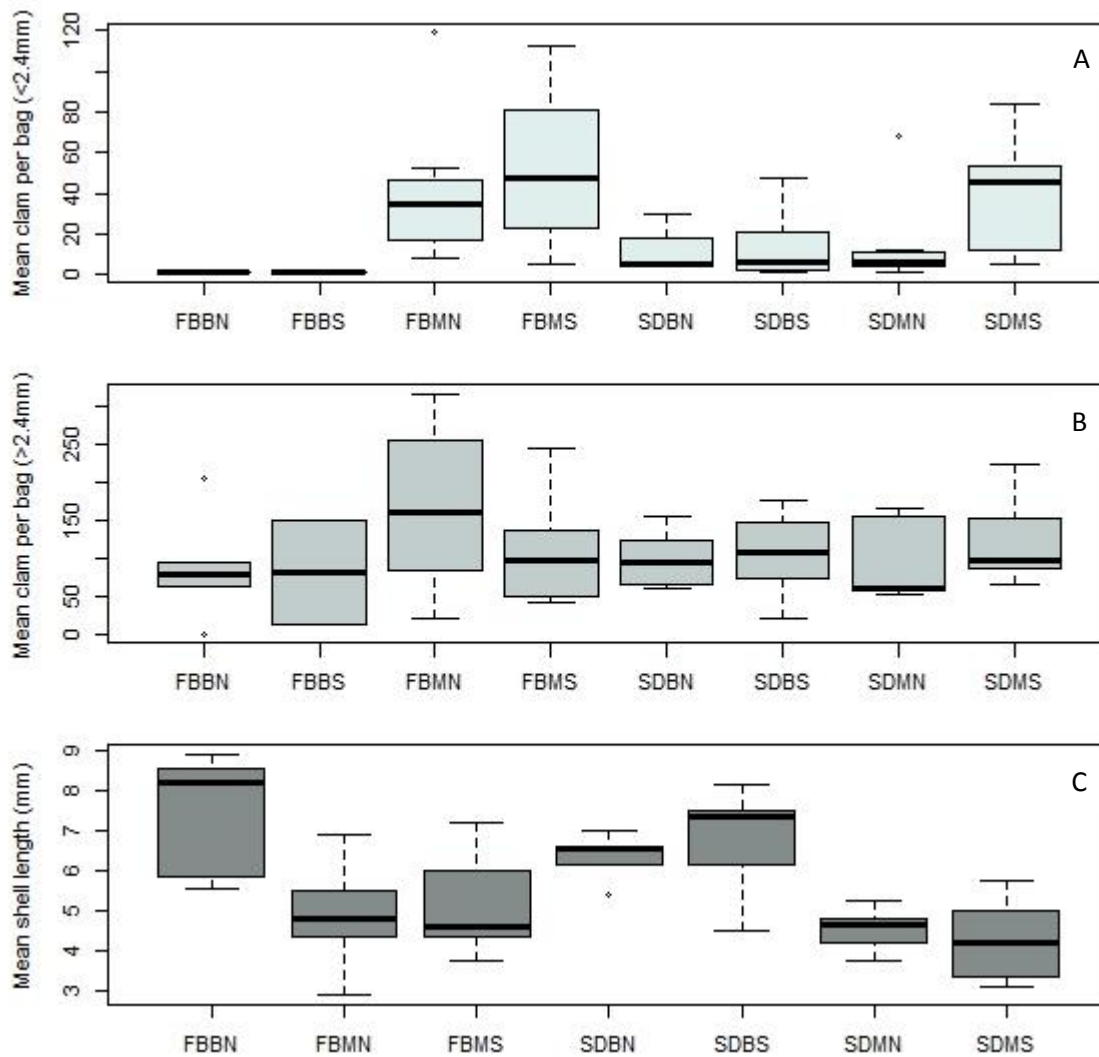 Mean clam per bag (<2.4mm)
120
80
60
40
20
0
A
FBBN FBBS FBMN FBMS SDBN SDBS SDMN SDMS
Mean clam per bag (>2.4mm)
250
150
50
0
B
FBBN FBBS FBMN FBMS SDBN SDBS SDMN SDMS
Mean shell length (mm)
9
8
7
6
5
4
3
C
FBBN FBMN FBMS SDBN SDBS SDMN SDMS